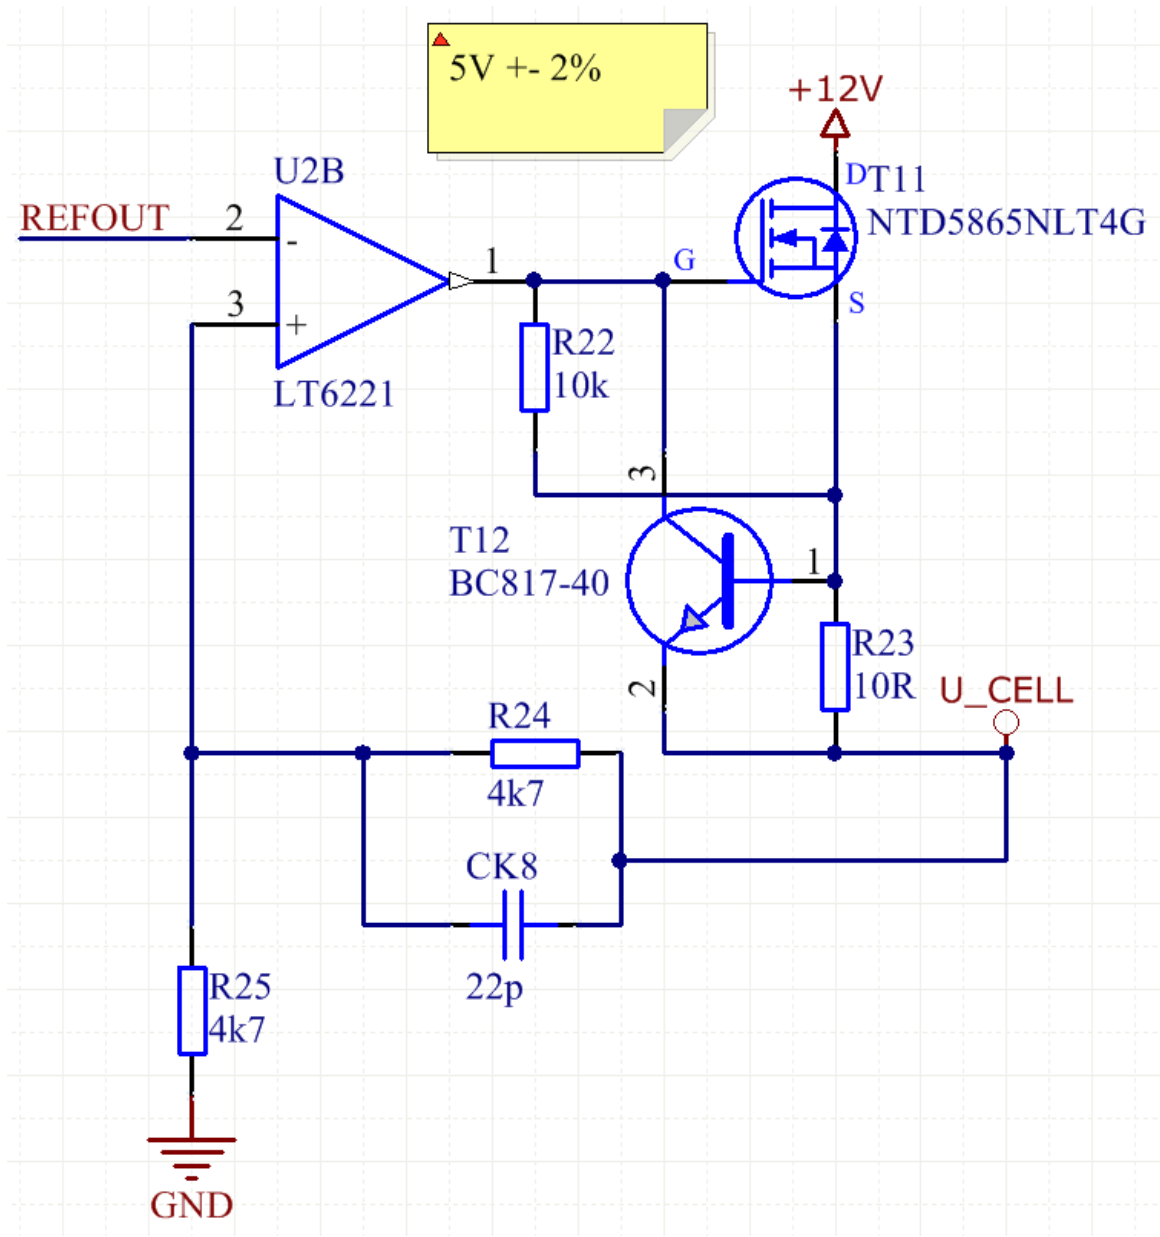 5V +- 2%
+12V
U2B
D
T11
REFOUT
2
NTD5865NLT4G
-
1
G
3
S
+
R22
LT6221
10k
3
T12
1
BC817-40
R23
2
10R
U_CELL
R24
4k7
CK8
R25
22p
4k7
GND